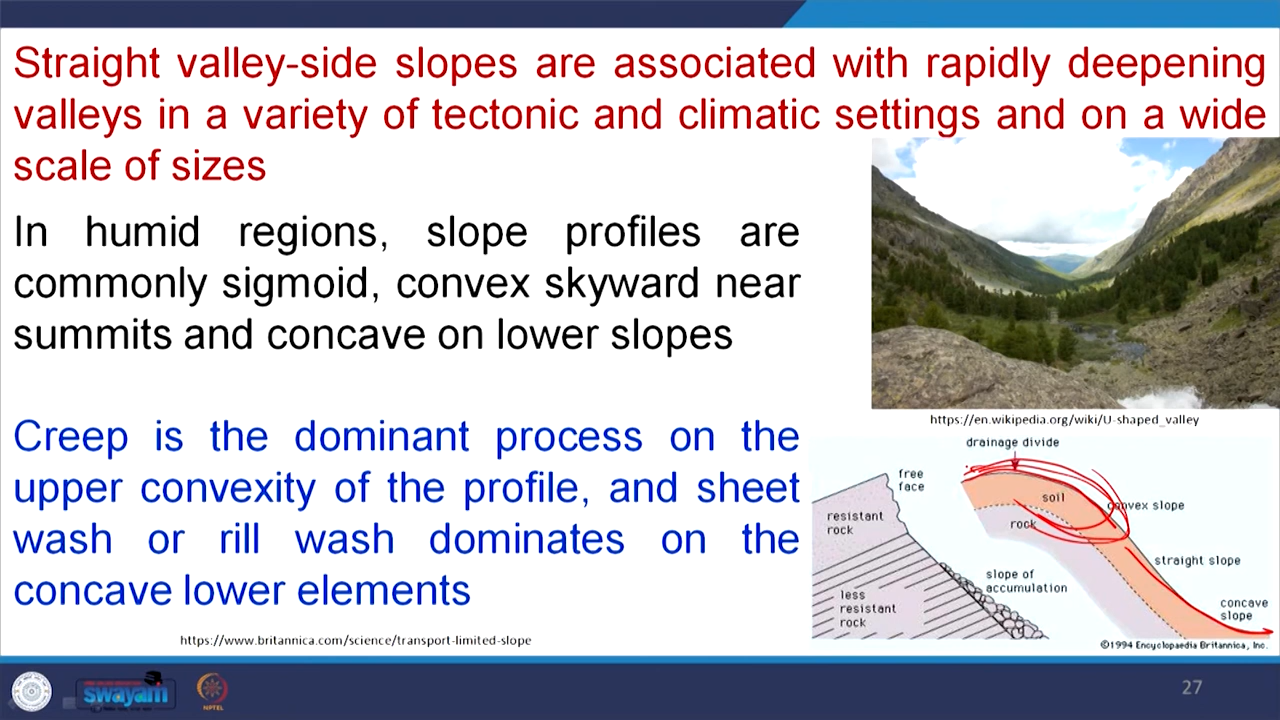 Straight valley-side slopes are associated with rapidly deepening
valleys in a variety of tectonic and climatic settings and on a wide
scale of sizes
In humid regions, slope profiles are
commonly sigmoid, convex skyward near
summits and concave on lower slopes
https://en.wikipedia.org/wiki/U-shaped_valley
Creep is the dominant process on the
upper convexity of the profile, and sheet
wash or rill wash dominates on the
concave lower elements
https://www.britannica.com/science/transport-limited-slope
drainage divide
free
face
resistant
rock
soil
rock
convex slope
straight slope
slope of
accumulation
less
resistant
rock
concave
slope
©1994 Encyclopaedia Britannica, Inc.
swayam
NPTEL
27